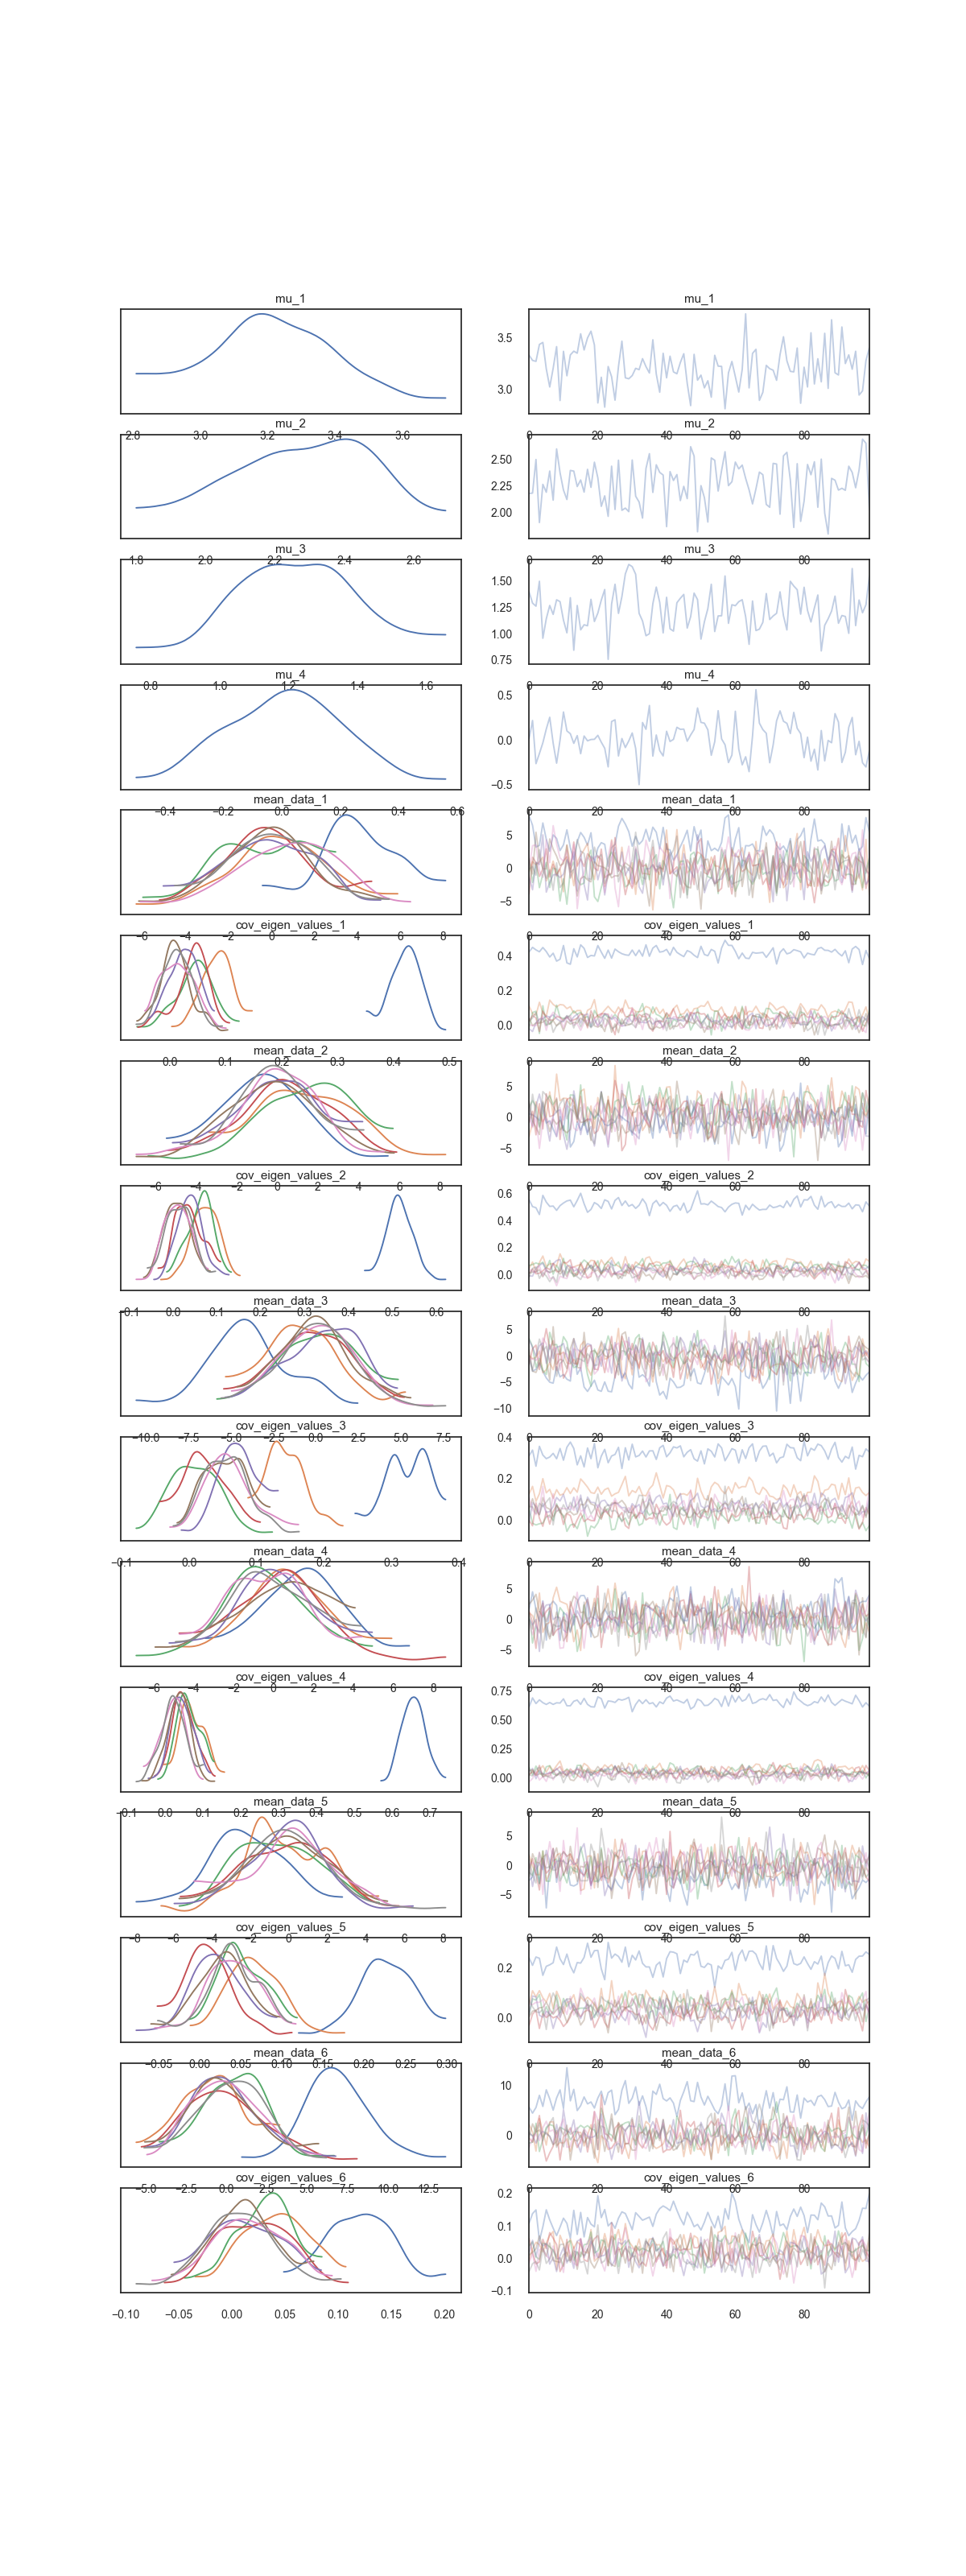 mu_1 mu_1
3.5
3.0
2.8 3.0 3.2 3.4 3.6 0 20 40 60 80
mu_2 mu_2
2.50
2.25
2.00
1.8 2.0 2.2 2.4 2.6 0 20 40 60 80
mu_3 mu_3
1.50
1.25
1.00
0.75
0.8 1.0 1.2 1.4 1.6 0 20 40 60 80
mu_4 mu_4
0.5
0.0
−0.5
−0.4 −0.2 0.0 0.2 0.4 0.6 0 20 40 60 80
mean_data_1 mean_data_1
5
0
−5
−6 −4 −2 0 2 4 6 8 0 20 40 60 80
cov_eigen_values_1 cov_eigen_values_1
0.4
0.2
0.0
0.0 0.1 0.2 0.3 0.4 0.5 0 20 40 60 80
mean_data_2 mean_data_2
5
0
−5
−6 −4 −2 0 2 4 6 8 0 20 40 60 80
cov_eigen_values_2 cov_eigen_values_2
0.6
0.4
0.2
0.0
−0.1 0.0 0.1 0.2 0.3 0.4 0.5 0.6 0 20 40 60 80
mean_data_3 mean_data_3
5
0
−5
−10
−10.0 −7.5 −5.0 −2.5 0.0 2.5 5.0 7.5 0 20 40 60 80
cov_eigen_values_3 cov_eigen_values_3
0.4
0.2
0.0
−0.1 0.0 0.1 0.2 0.3 0.4 0 20 40 60 80
mean_data_4 mean_data_4
5
0
−5
−6 −4 −2 0 2 4 6 8 0 20 40 60 80
cov_eigen_values_4 cov_eigen_values_4
0.75
0.50
0.25
0.00
−0.1 0.0 0.1 0.2 0.3 0.4 0.5 0.6 0.7 0 20 40 60 80
mean_data_5 mean_data_5
5
0
−5
−8 −6 −4 −2 0 2 4 6 8 0 20 40 60 80
cov_eigen_values_5 cov_eigen_values_5
0.2
0.0
−0.05 0.00 0.05 0.10 0.15 0.20 0.25 0.30 0 20 40 60 80
mean_data_6 mean_data_6
10
0
−5.0 −2.5 0.0 2.5 5.0 7.5 10.0 12.5 0 20 40 60 80
cov_eigen_values_6 cov_eigen_values_6
0.2
0.1
0.0
−0.1
−0.10 −0.05 0.00 0.05 0.10 0.15 0.20 0 20 40 60 80